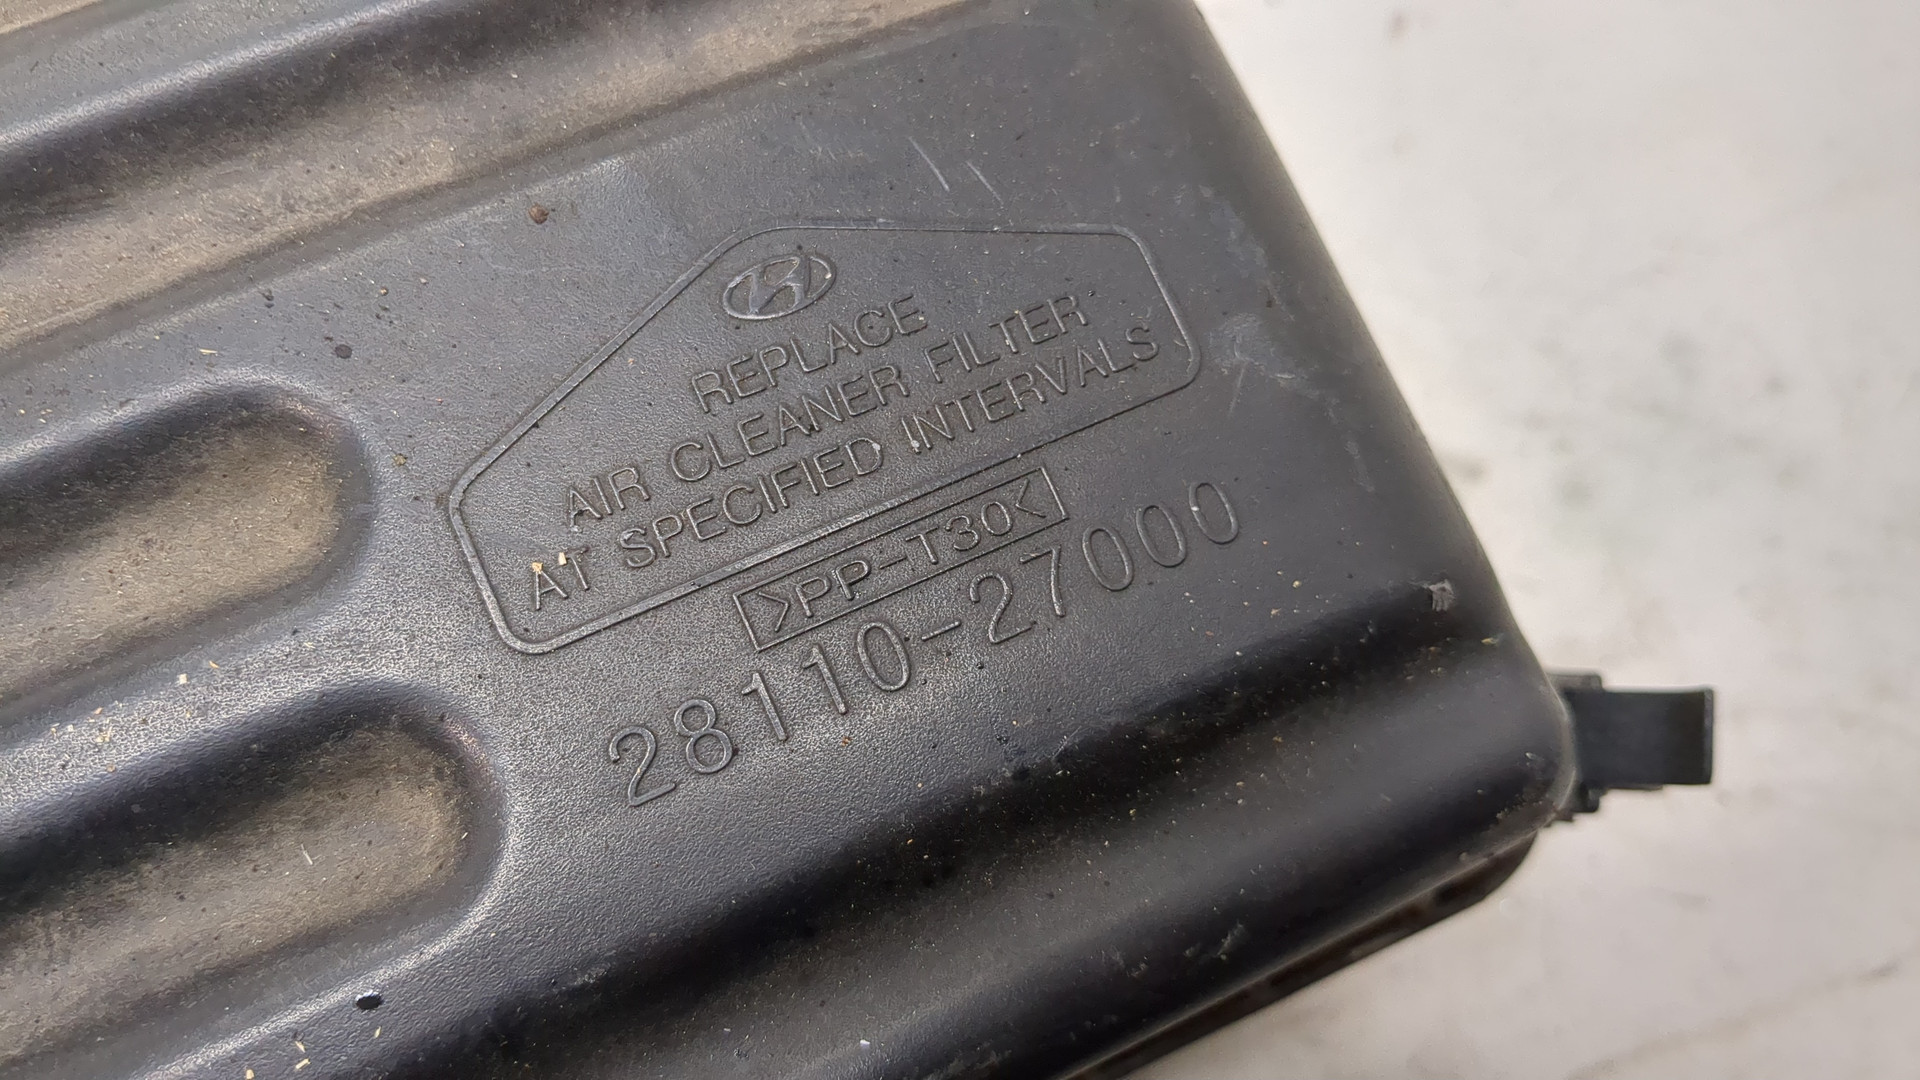 REPLACE
AIR CLEANER FILTER
AT SPECIFIED INTERVALS
>PP-T30<
28110-27000